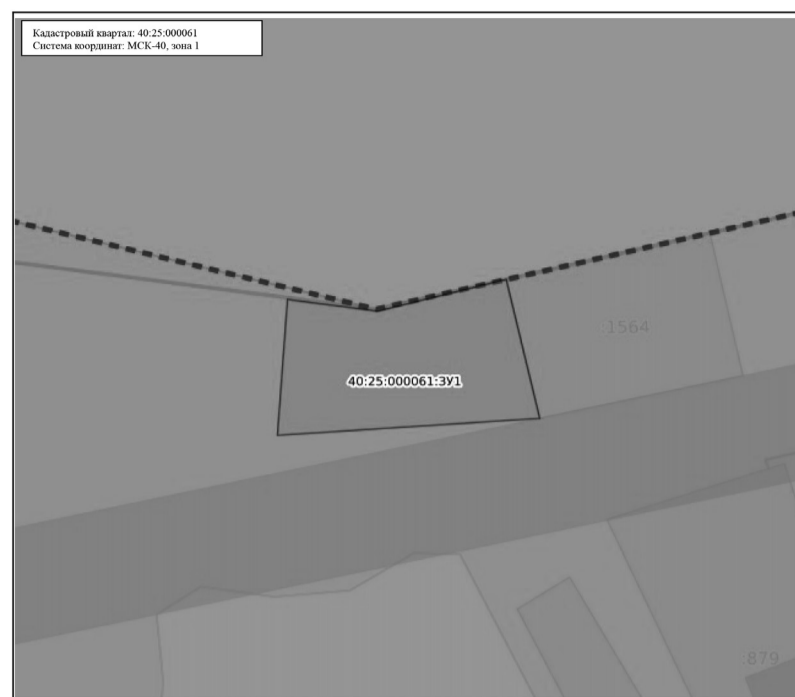 Кадастровый квартал: 40:25:000061
Система координат: МСК-40, зона 1
:1564
40:25:000061:ЗУ1
:879